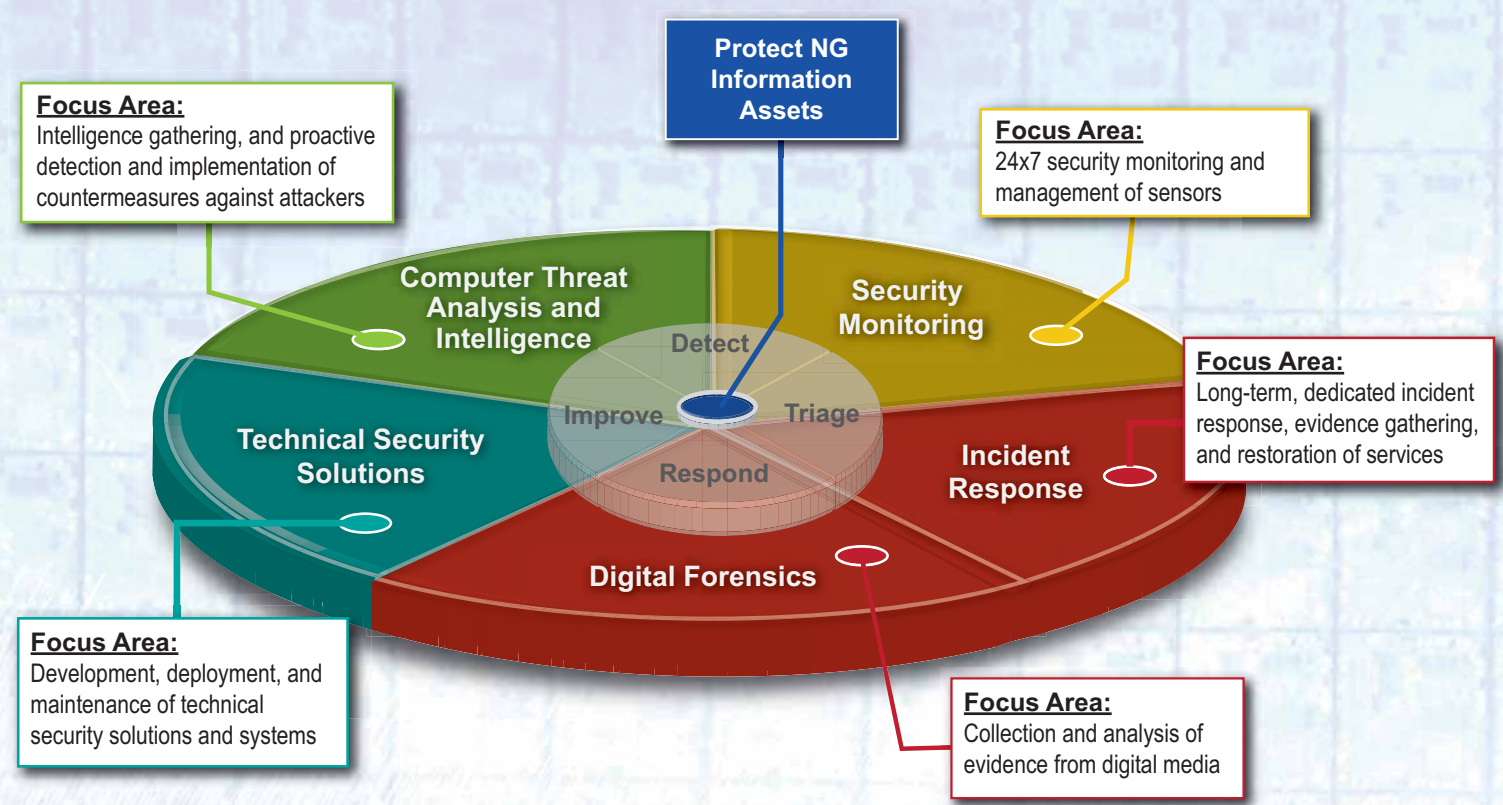 Protect NG
Information
Assets
Focus Area:
Intelligence gathering, and proactive
detection and implementation of
countermeasures against attackers
Focus Area:
24x7 security monitoring and
management of sensors
Computer Threat
Analysis and
Intelligence
Security
Monitoring
Detect
Improve
Triage
Respond
Focus Area:
Long-term, dedicated incident
response, evidence gathering,
and restoration of services
Technical Security
Solutions
Incident
Response
Digital Forensics
Focus Area:
Development, deployment, and
maintenance of technical
security solutions and systems
Focus Area:
Collection and analysis of
evidence from digital media